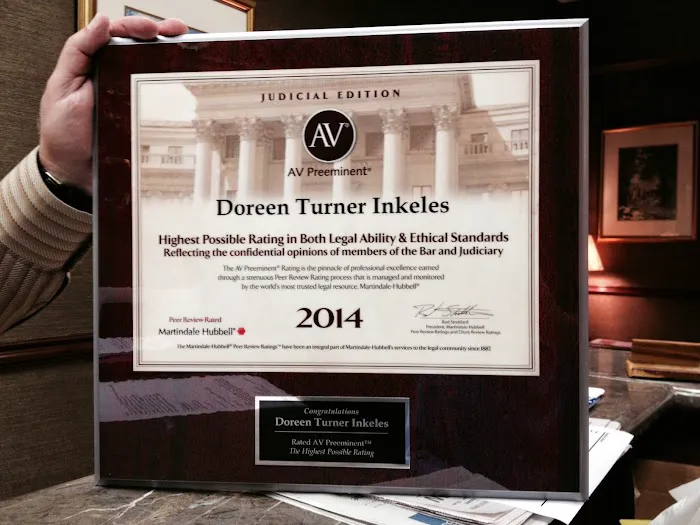 JUDICIAL EDITION
AV®
AV Preeminent®
Doreen Turner Inkeles
Highest Possible Rating in Both Legal Ability & Ethical Standards
Reflecting the confidential opinions of members of the Bar and Judiciary
The AV Preeminent® Rating is the pinnacle of professional excellence earned
through a strenuous Peer Review Rating process that is managed and monitored
by the world's most trusted legal resource, Martindale-Hubbell®
Peer Review Rated
Martindale Hubbell®
2014
President, Martindale Hubbell
Peer Review Ratings and Client Review Ratings
The Martindale-Hubbell® Peer Review Ratings™ have been an integral part of Martindale-Hubbell's services to the legal community since 1887.
Congratulations
Doreen Turner Inkeles
Rated AV Preeminent™
The Highest Possible Rating